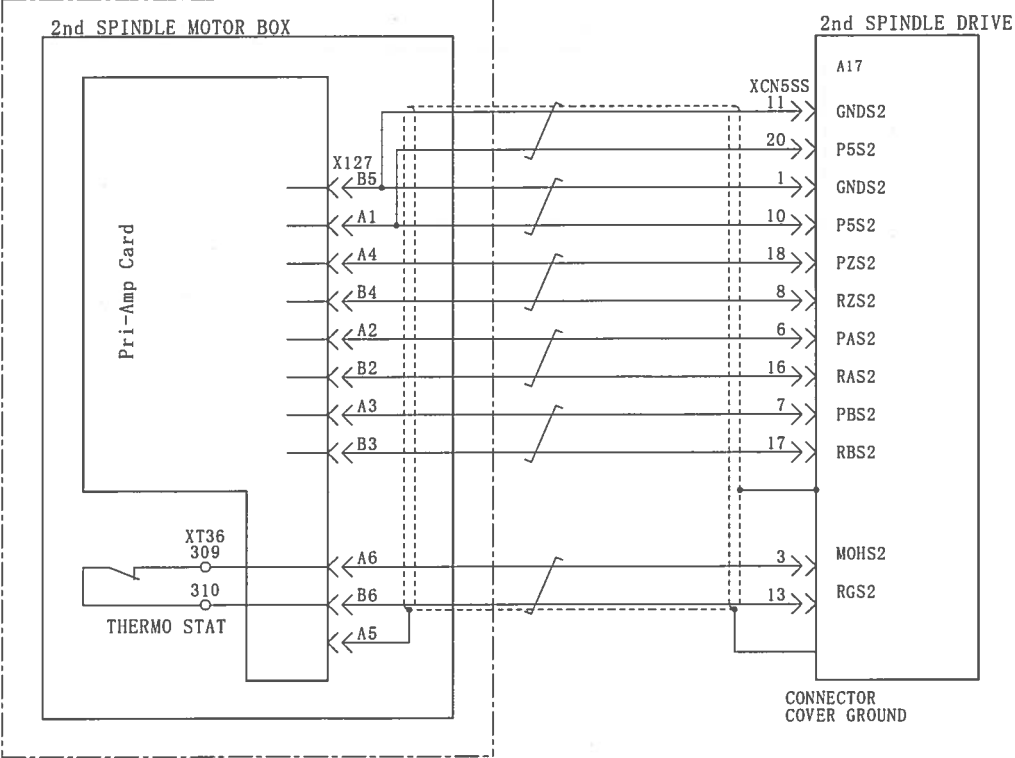 2nd SPINDLE MOTOR BOX
2nd SPINDLE DRIVE
A17
XCN5SS
11 GNDS2
20 P5S2
X127
B5 1 GNDS2
A1 10 P5S2
A4 18 PZS2
B4 8 RZS2
A2 6 PAS2
B2 16 RAS2
A3 7 PBS2
B3 17 RBS2
Pri-Amp Card
XT36
309 A6 3 MOHS2
310 B6 13 RGS2
THERMO STAT A5
CONNECTOR
COVER GROUND